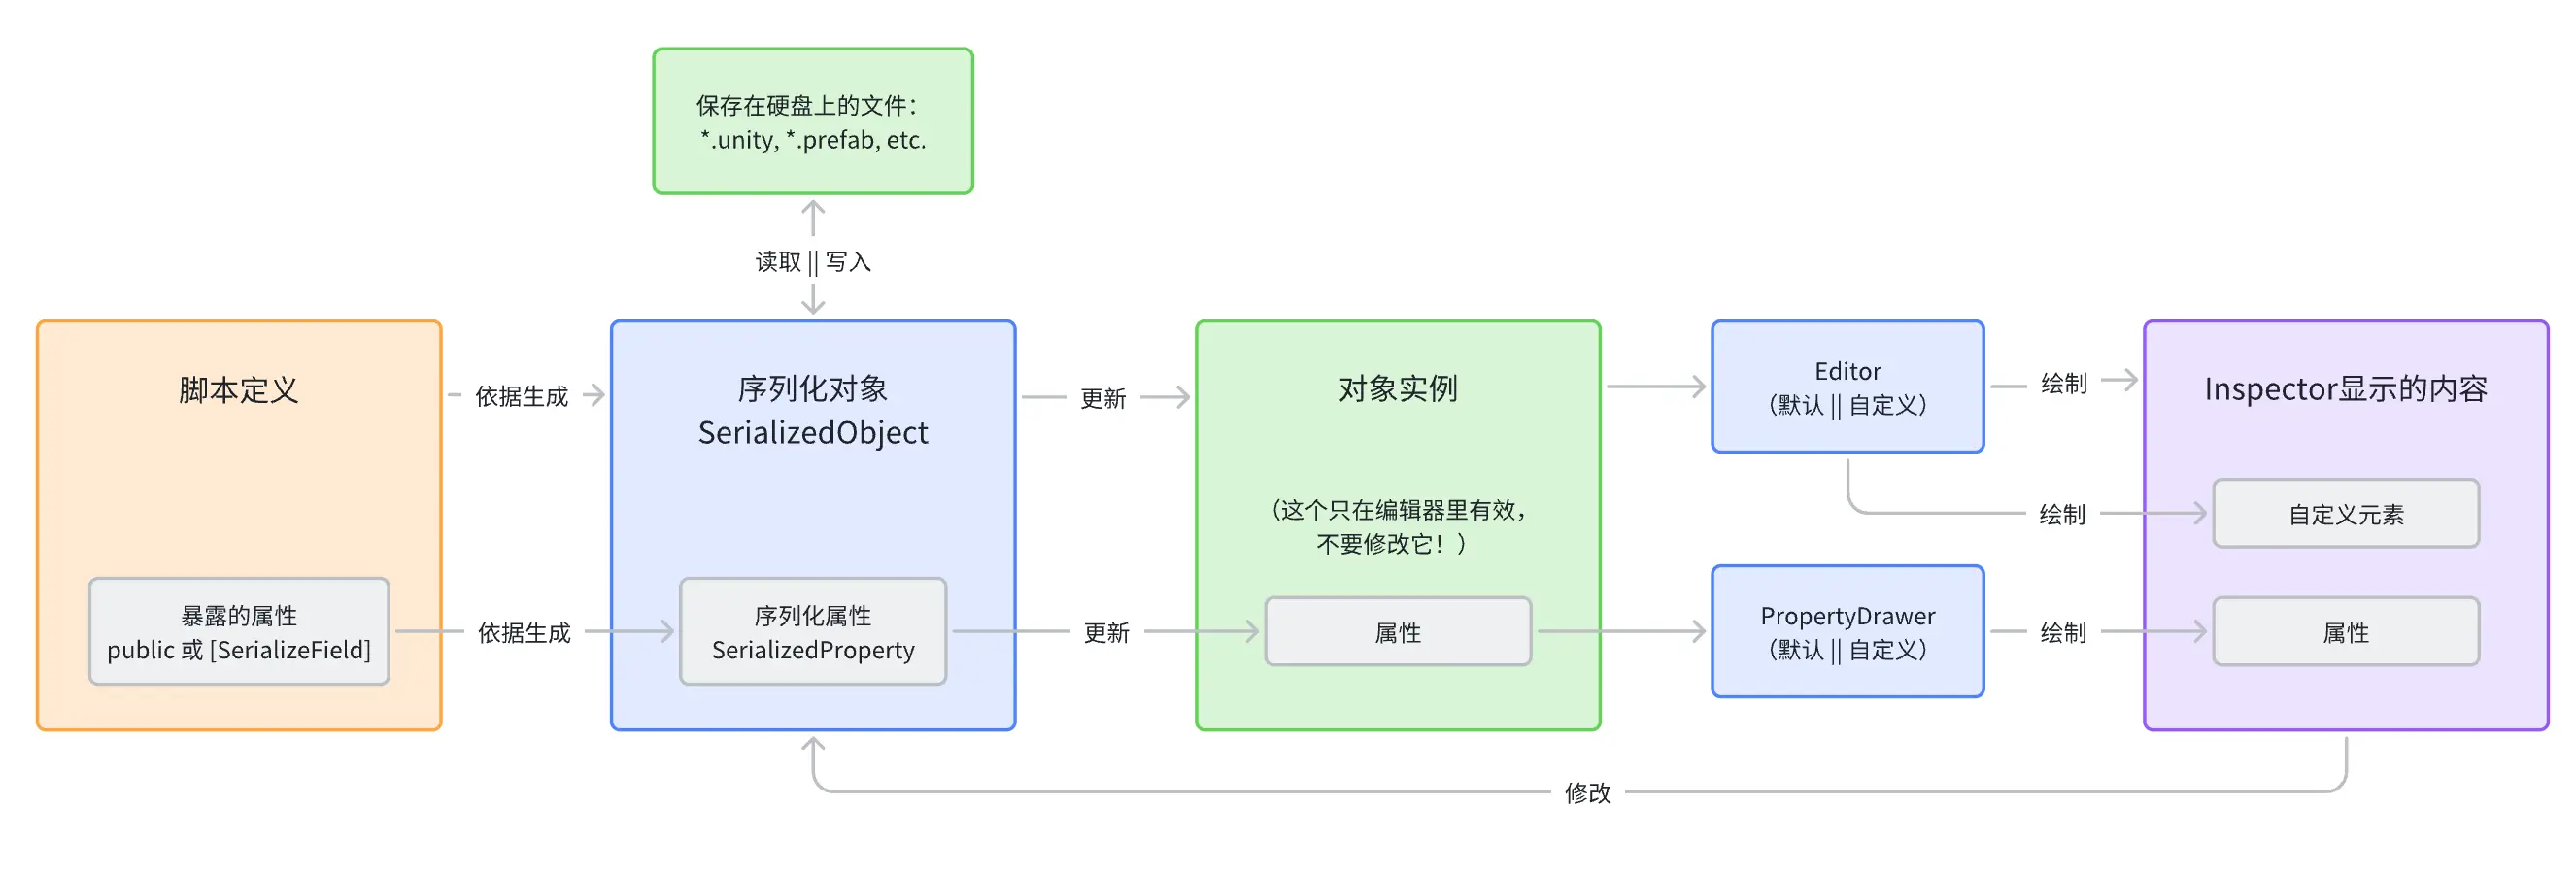 保存在硬盘上的文件：
*.unity, *.prefab, etc.
读取 || 写入
脚本定义
暴露的属性
public 或 [SerializeField]
依据生成
依据生成
序列化对象
SerializedObject
序列化属性
SerializedProperty
更新
更新
对象实例
（这个只在编辑器里有效，
不要修改它！）
属性
Editor
（默认 || 自定义）
PropertyDrawer
（默认 || 自定义）
绘制
绘制
绘制
Inspector显示的内容
自定义元素
属性
修改